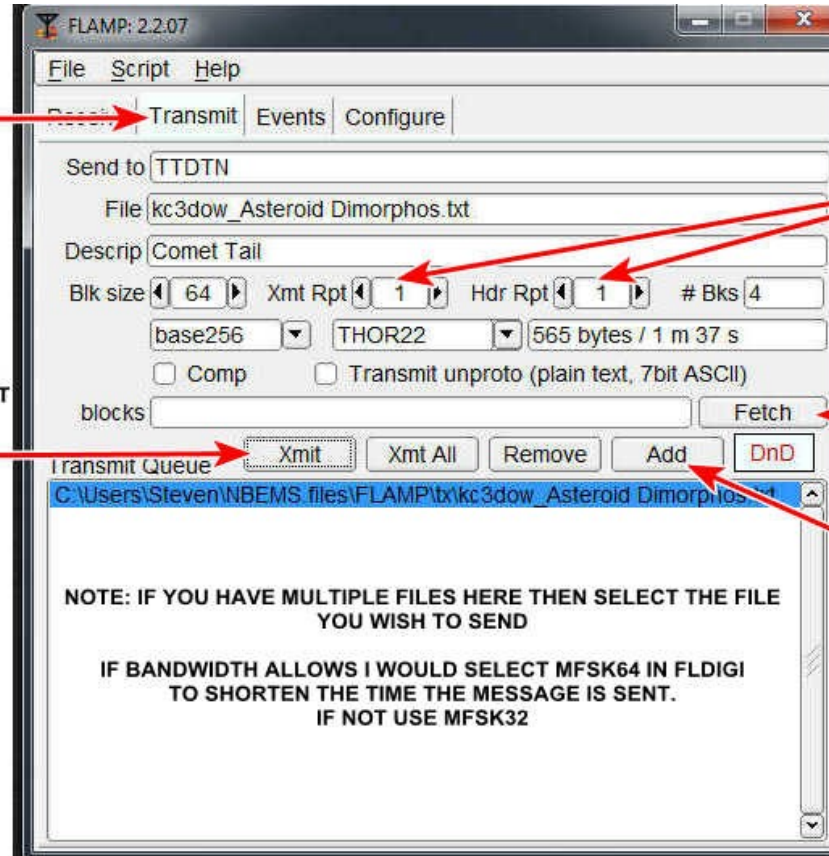 FLAMP: 2.2.07
File Script Help
Transmit Events Configure
Send to TTDTN
File kc3dow_Asteroid Dimorphos.txt
Descrip Comet Tail
Blk size 64 Xmt Rpt 1 Hdr Rpt 1 # Bks 4
base256 THOR22 565 bytes / 1 m 37 s
Comp Transmit unproto (plain text, 7bit ASCII)
T
blocks Fetch
Transmit Queue Xmit Xmt All Remove Add DnD
C:\Users\Steven\NBEMS.files\FLAMP\tx\kc3dow_Asteroid Dimorphos.txt
NOTE: IF YOU HAVE MULTIPLE FILES HERE THEN SELECT THE FILE
YOU WISH TO SEND
IF BANDWIDTH ALLOWS I WOULD SELECT MFSK64 IN FLDIGI
TO SHORTEN THE TIME THE MESSAGE IS SENT.
IF NOT USE MFSK32